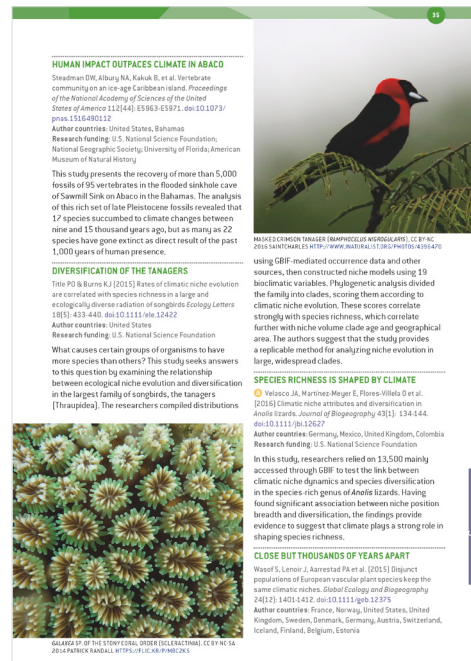 35
HUMAN IMPACT OUTPACES CLIMATE IN ABACO
Steadman DW, Albury NA, Kakuk B, et al. Vertebrate
community on an ice-age Caribbean island. Proceedings
of the National Academy of Sciences of the United
States of America 112(44): E5963-E5971. doi:10.1073/
pnas.1516490112
Author countries: United States, Bahamas
Research funding: U.S. National Science Foundation;
National Geographic Society; University of Florida; American
Museum of Natural History
This study presents the recovery of more than 5,000
fossils of 95 vertebrates in the flooded sinkhole cave
of Sawmill Sink on Abaco in the Bahamas. The analysis
of this rich set of late Pleistocene fossils revealed that
17 species succumbed to climate changes between
nine and 15 thousand years ago, but as many as 22
species have gone extinct as direct result of the past
1,000 years of human presence.
DIVERSIFICATION OF THE TANAGERS
Title PO & Burns KJ (2015) Rates of climatic niche evolution
are correlated with species richness in a large and
ecologically diverse radiation of songbirds Ecology Letters
18(5): 433-440. doi:10.1111/ele.12422
Author countries: United States
Research funding: U.S. National Science Foundation
What causes certain groups of organisms to have
more species than others? This study seeks answers
to this question by examining the relationship
between ecological niche evolution and diversification
in the largest family of songbirds, the tanagers
(Thraupidea). The researchers compiled distributions
GALAXEA SP. OF THE STONY CORAL ORDER (SCLERACTINIA). CC BY-NC-SA
2014 PATRICK RANDALL HTTPS://FLIC.KR/P/M8CZKS
MASKED CRIMSON TANAGER (RAMPHOCELUS NIGROGULARIS). CC BY-NC
2016 SAINTCHARLES HTTP://WWW.INATURALIST.ORG/PHOTOS/4396470
using GBIF-mediated occurrence data and other
sources, then constructed niche models using 19
bioclimatic variables. Phylogenetic analysis divided
the family into clades, scoring them according to
climatic niche evolution. These scores correlate
strongly with species richness, which correlate
further with niche volume clade age and geographical
area. The authors suggest that the study provides
a replicable method for analyzing niche evolution in
large, widespread clades.
SPECIES RICHNESS IS SHAPED BY CLIMATE
Velasco JA, Martínez-Meyer E, Flores-Villela O et al.
(2016) Climatic niche attributes and diversification in
Anolis lizards. Journal of Biogeography 43(1): 134-144.
doi:10.1111/jbi.12627
Author countries: Germany, Mexico, United Kingdom, Colombia
Research funding: U.S. National Science Foundation
In this study, researchers relied on 13,500 mainly
accessed through GBIF to test the link between
climatic niche dynamics and species diversification
in the species-rich genus of Anolis lizards. Having
found significant association between niche position
breadth and diversification, the findings provide
evidence to suggest that climate plays a strong role in
shaping species richness.
CLOSE BUT THOUSANDS OF YEARS APART
Wasof S, Lenoir J, Aarrestad PA et al. (2015) Disjunct
populations of European vascular plant species keep the
same climatic niches. Global Ecology and Biogeography
24(12): 1401-1412. doi:10.1111/geb.12375
Author countries: France, Norway, United States, United
Kingdom, Sweden, Denmark, Germany, Austria, Switzerland,
Iceland, Finland, Belgium, Estonia